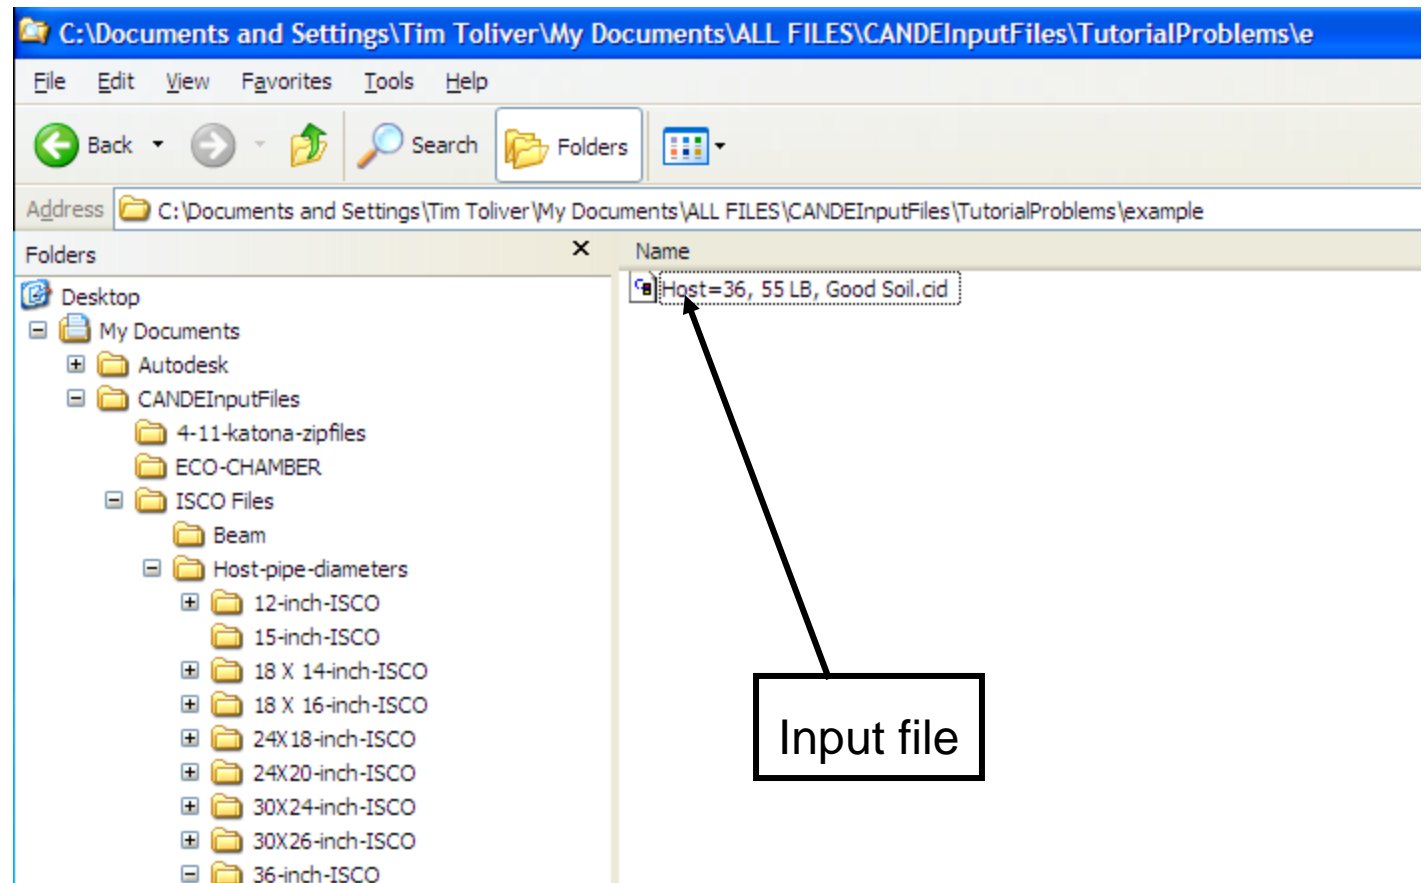 C:\Documents and Settings\Tim Toliver\My Documents\ALL FILES\CANDEInputFiles\TutorialProblems\e
File Edit View Favorites Tools Help
Back Search Folders
Address C:\Documents and Settings\Tim Toliver\My Documents\ALL FILES\CANDEInputFiles\TutorialProblems\example
Folders
Desktop
My Documents
Autodesk
CANDEInputFiles
4-11-katona-zipfiles
ECO-CHAMBER
ISCO Files
Beam
Host-pipe-diameters
12-inch-ISCO
15-inch-ISCO
18 X 14-inch-ISCO
18 X 16-inch-ISCO
24X18-inch-ISCO
24X20-inch-ISCO
30X24-inch-ISCO
30X26-inch-ISCO
36-inch-ISCO
Name
Host=36, 55 LB, Good Soil.cid
Input file